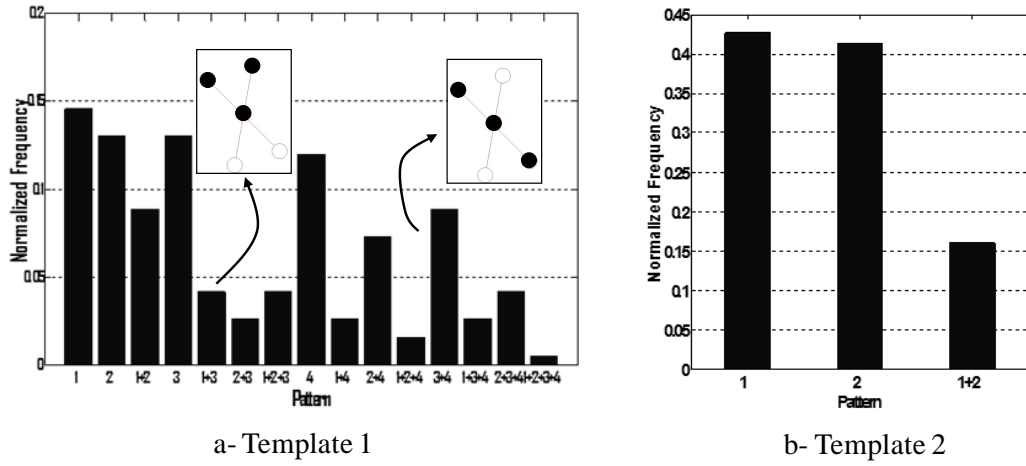 0.2
0.15
0.1
0.05
0
Normalized Frequency
1 2 1+2 3 1+3 2+3 1+2+3 4 1+4 2+4 1+2+4 3+4 1+3+4 2+3+4 1+2+3+4
Pattern
a- Template 1
0.45
0.4
0.35
0.3
0.25
0.2
0.15
0.1
0.05
0
Normalized Frequency
1 2 1+2
Pattern
b- Template 2